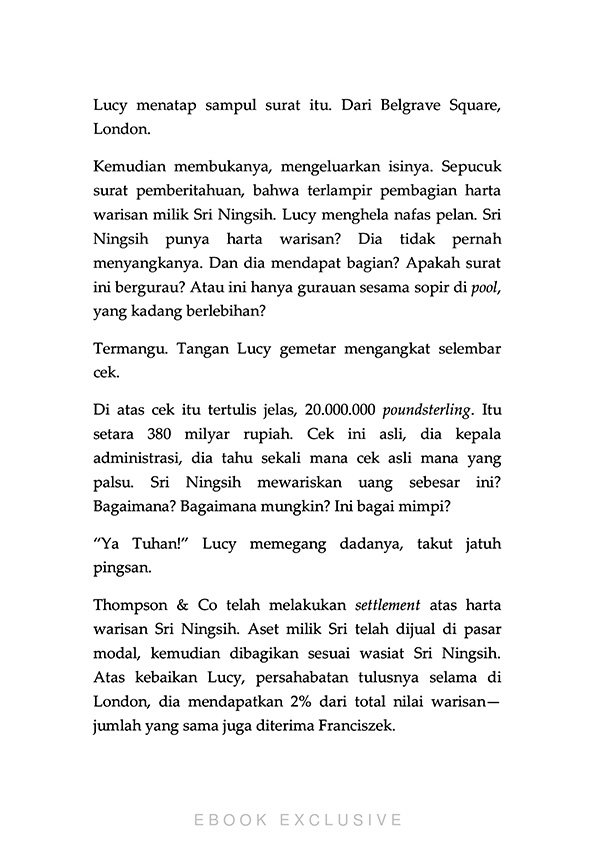 Lucy menatap sampul surat itu. Dari Belgrave Square,
London.
Kemudian membukanya, mengeluarkan isinya. Sepucuk
surat pemberitahuan, bahwa terlampir pembagian harta
warisan milik Sri Ningsih. Lucy menghela nafas pelan. Sri
Ningsih punya harta warisan? Dia tidak pernah
menyangkanya. Dan dia mendapat bagian? Apakah surat
ini bergurau? Atau ini hanya gurauan sesama sopir di pool,
yang kadang berlebihan?
Termangu. Tangan Lucy gemetar mengangkat selembar
cek.
Di atas cek itu tertulis jelas, 20.000.000 poundsterling. Itu
setara 380 milyar rupiah. Cek ini asli, dia kepala
administrasi, dia tahu sekali mana cek asli mana yang
palsu. Sri Ningsih mewariskan uang sebesar ini?
Bagaimana? Bagaimana mungkin? Ini bagai mimpi?
“Ya Tuhan!” Lucy memegang dadanya, takut jatuh
pingsan.
Thompson & Co telah melakukan settlement atas harta
warisan Sri Ningsih. Aset milik Sri telah dijual di pasar
modal, kemudian dibagikan sesuai wasiat Sri Ningsih.
Atas kebaikan Lucy, persahabatan tulusnya selama di
London, dia mendapatkan 2% dari total nilai warisan—
jumlah yang sama juga diterima Franciszek.
EBOOK EXCLUSIVE